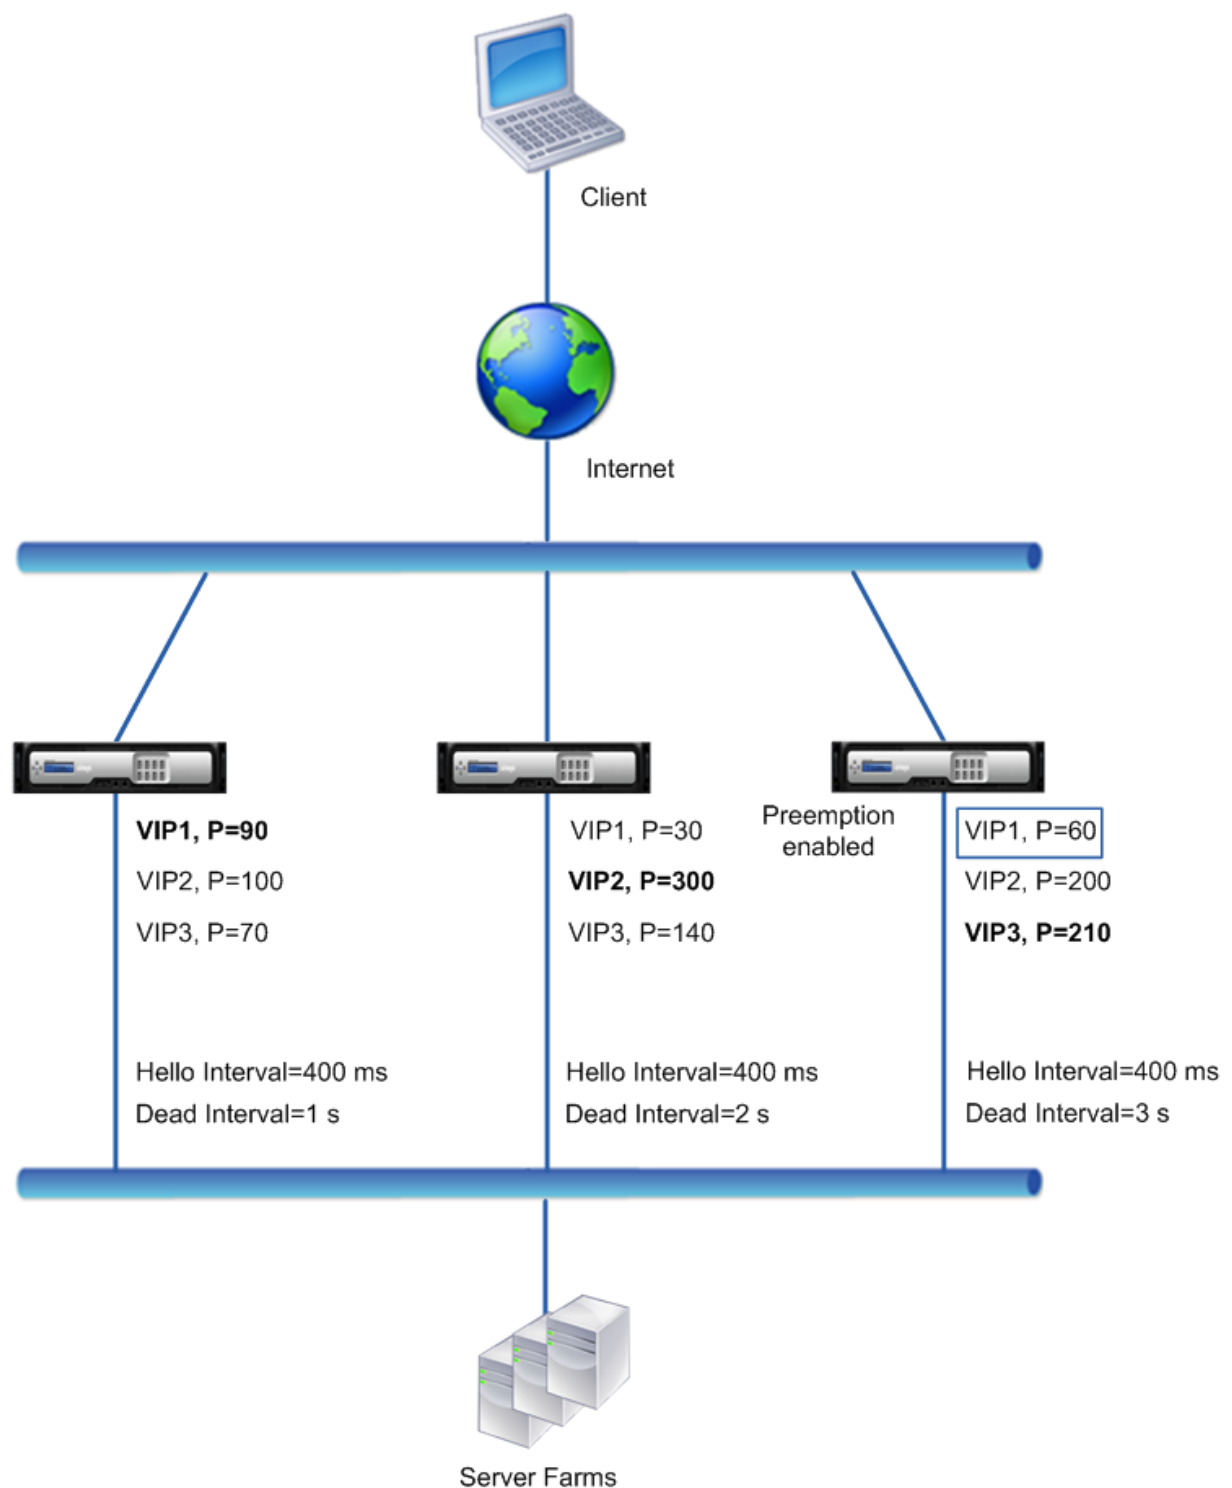 Client
Internet
VIP1, P=90
VIP2, P=100
VIP3, P=70
Hello Interval=400 ms
Dead Interval=1 s
VIP1, P=30
VIP2, P=300
VIP3, P=140
Hello Interval=400 ms
Dead Interval=2 s
Preemption
enabled
VIP1, P=60
VIP2, P=200
VIP3, P=210
Hello Interval=400 ms
Dead Interval=3 s
Server Farms